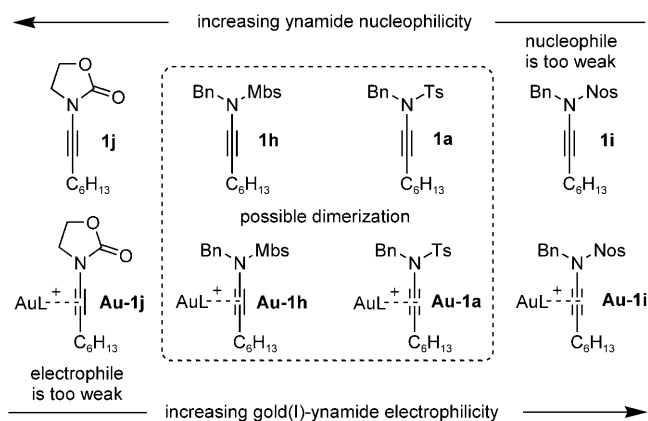 increasing ynamide nucleophilicity
nucleophile
is too weak
O
O
N
1j
C6H13
Bn
Mbs
N
1h
C6H13
Bn
Ts
N
1a
C6H13
Bn
Nos
N
1i
C6H13
possible dimerization
O
O
N
AuL
+
Au-1j
C6H13
Bn
Mbs
N
AuL
+
Au-1h
C6H13
Bn
Ts
N
AuL
+
Au-1a
C6H13
Bn
Nos
N
AuL
+
Au-1i
C6H13
electrophile
is too weak
increasing gold(I)-ynamide electrophilicity